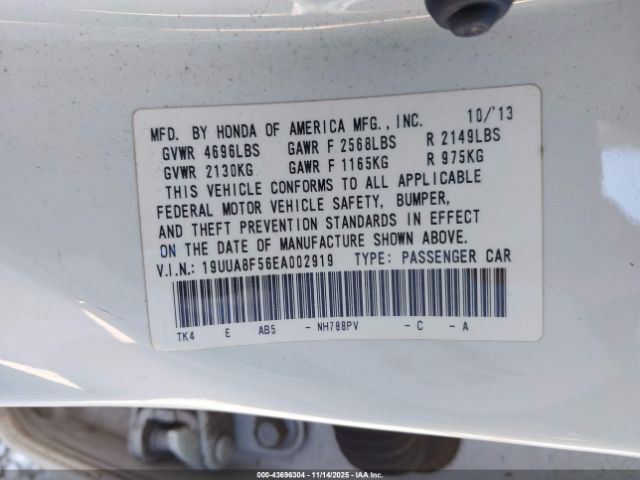 MFD. BY HONDA OF AMERICA MFG., INC. 10/'13
GVWR 4696LBS GAWR F 2568LBS R 2149LBS
GVWR 2130KG GAWR F 1165KG R 975KG
THIS VEHICLE CONFORMS TO ALL APPLICABLE
FEDERAL MOTOR VEHICLE SAFETY, BUMPER,
AND THEFT PREVENTION STANDARDS IN EFFECT
ON THE DATE OF MANUFACTURE SHOWN ABOVE.
V.I.N.: 19UUA8F56EA002919 TYPE: PASSENGER CAR
TK4 E AB5 -NH788PV -C -A
000-43696304 | 11/14/2025 | IAAI.COM